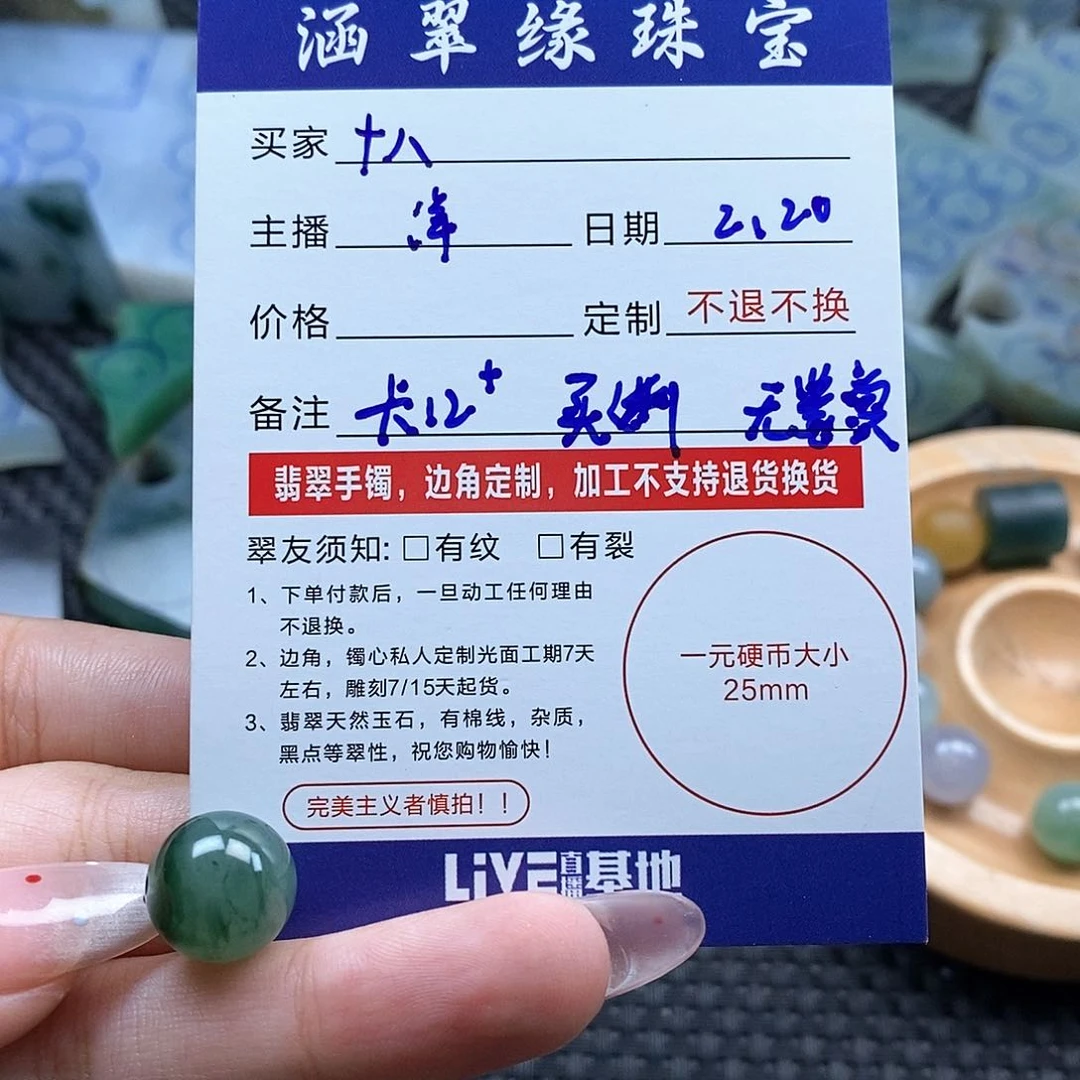 涵翠缘珠宝
买家 十八
主播 日期 2、20
价格 定制 不退不换
备注 卡12+ 无
翡翠手镯，边角定制，加工不支持退货换货
翠友须知: □有纹 □有裂
1、下单付款后，一旦动工任何理由
不退换。
2、边角，镯心私人定制光面工期7天
左右，雕刻7/15天起货。
3、翡翠天然玉石，有棉线，杂质，
黑点等翠性，祝您购物愉快！
一元硬币大小
25mm
完美主义者慎拍！！
LiVE直播基地